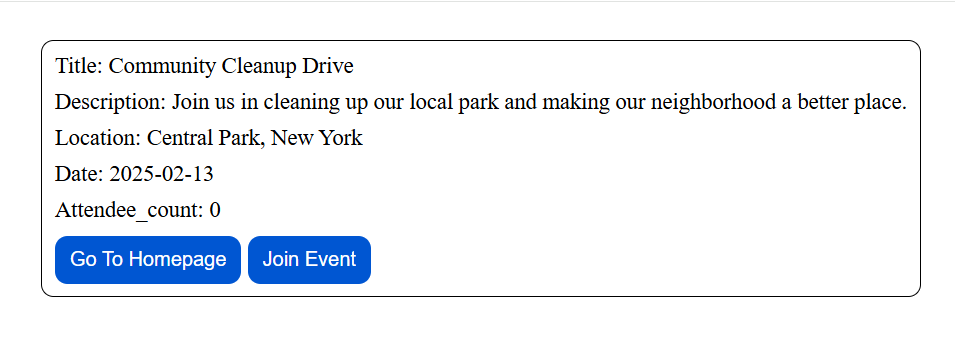 Title: Community Cleanup Drive
Description: Join us in cleaning up our local park and making our neighborhood a better place.
Location: Central Park, New York
Date: 2025-02-13
Attendee_count: 0
Go To Homepage Join Event